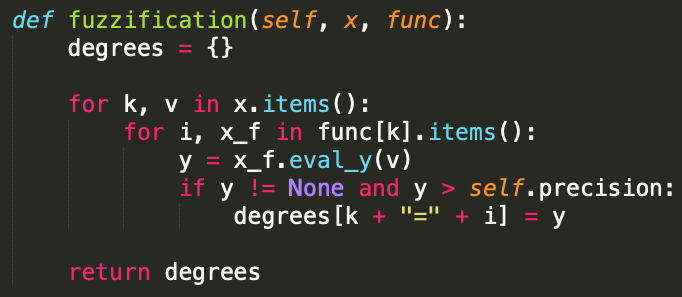 def fuzzification(self, x, func):
    degrees = {}

    for k, v in x.items():
        for i, x_f in func[k].items():
            y = x_f.eval_y(v)
            if y != None and y > self.precision:
                degrees[k + "=" + i] = y

    return degrees